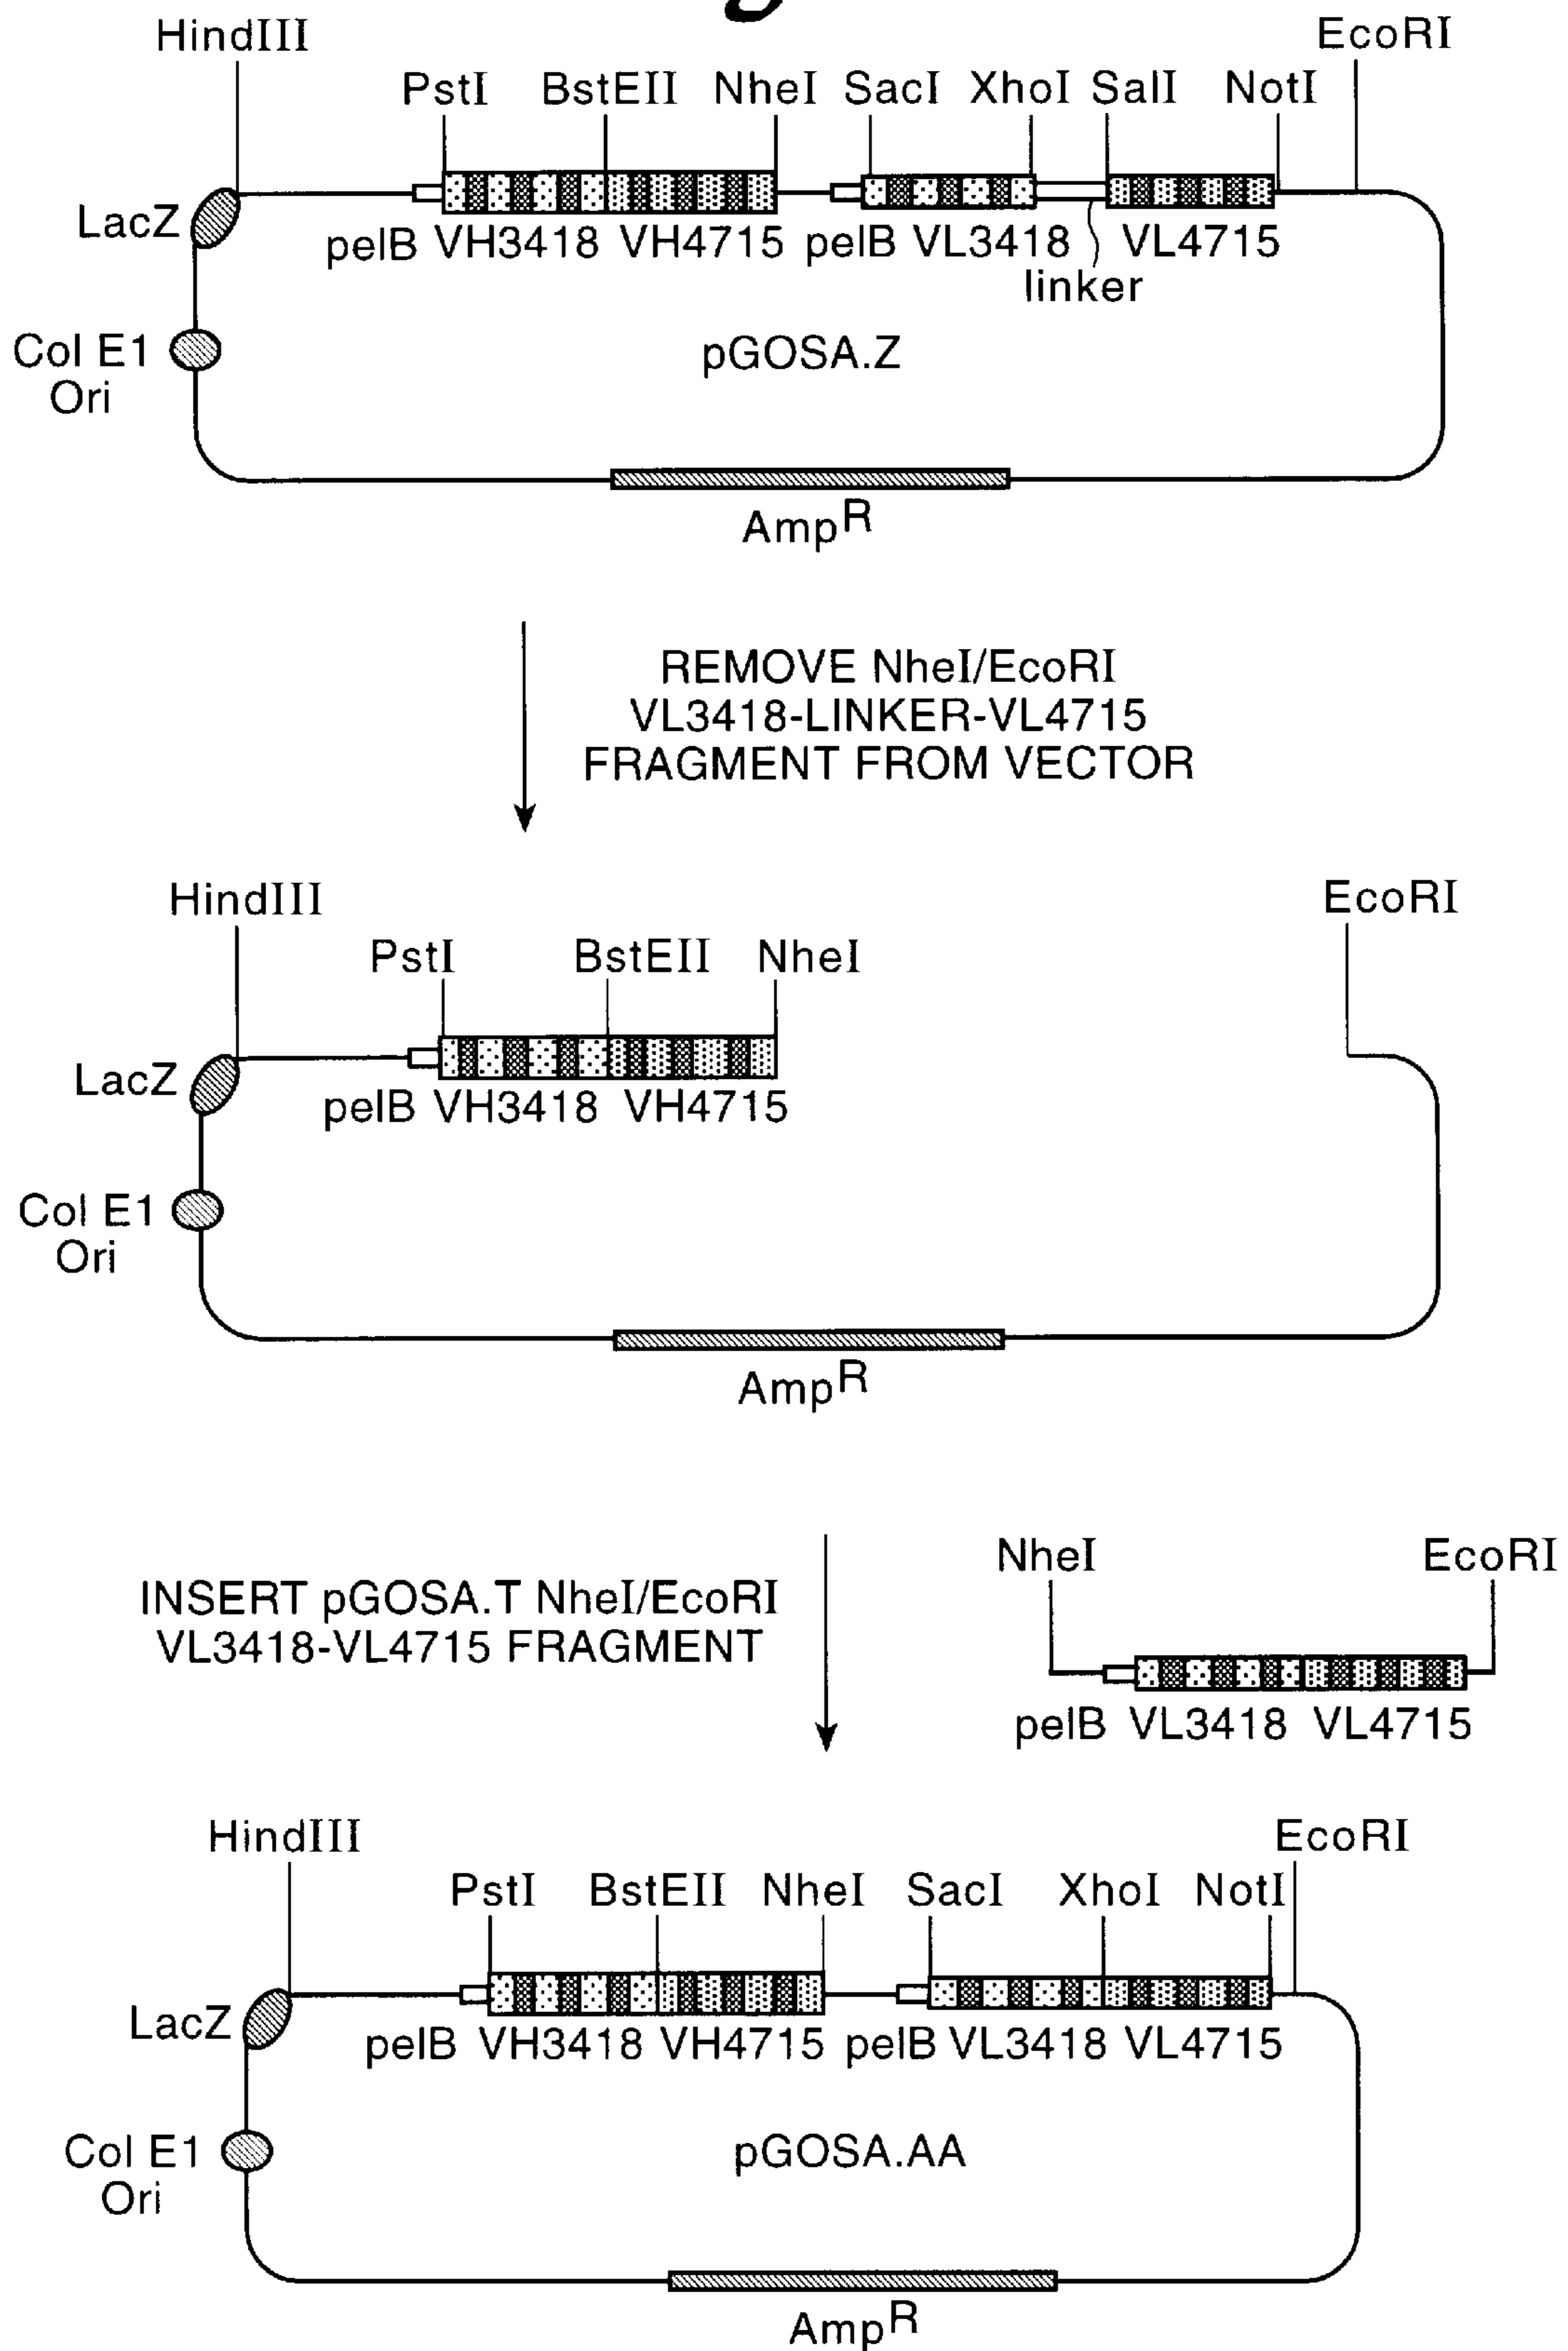 HindIII
EcoRI
PstI BstEII NheI SacI XhoI SalI NotI
LacZ
pelB VH3418 VH4715 pelB VL3418 VL4715
linker
Col E1
Ori
pGOSA.Z
AmpR
REMOVE NheI/EcoRI
VL3418-LINKER-VL4715
FRAGMENT FROM VECTOR
HindIII
EcoRI
PstI BstEII NheI
LacZ
pelB VH3418 VH4715
Col E1
Ori
AmpR
INSERT pGOSA.T NheI/EcoRI
VL3418-VL4715 FRAGMENT
NheI
EcoRI
pelB VL3418 VL4715
HindIII
EcoRI
PstI BstEII NheI SacI XhoI NotI
LacZ
pelB VH3418 VH4715 pelB VL3418 VL4715
Col E1
Ori
pGOSA.AA
AmpR